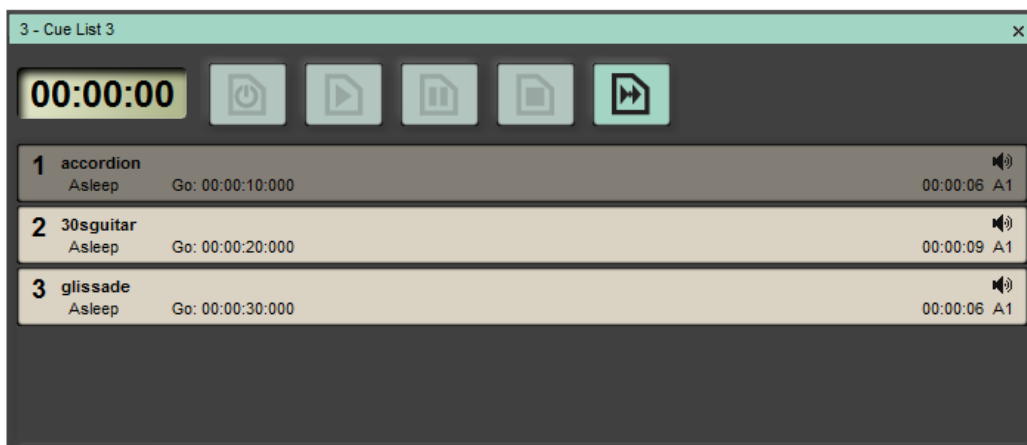 3 - Cue List 3
00:00:00
1 accordion
Asleep Go: 00:00:10:000 00:00:06 A1
2 30sguitar
Asleep Go: 00:00:20:000 00:00:09 A1
3 glissade
Asleep Go: 00:00:30:000 00:00:06 A1